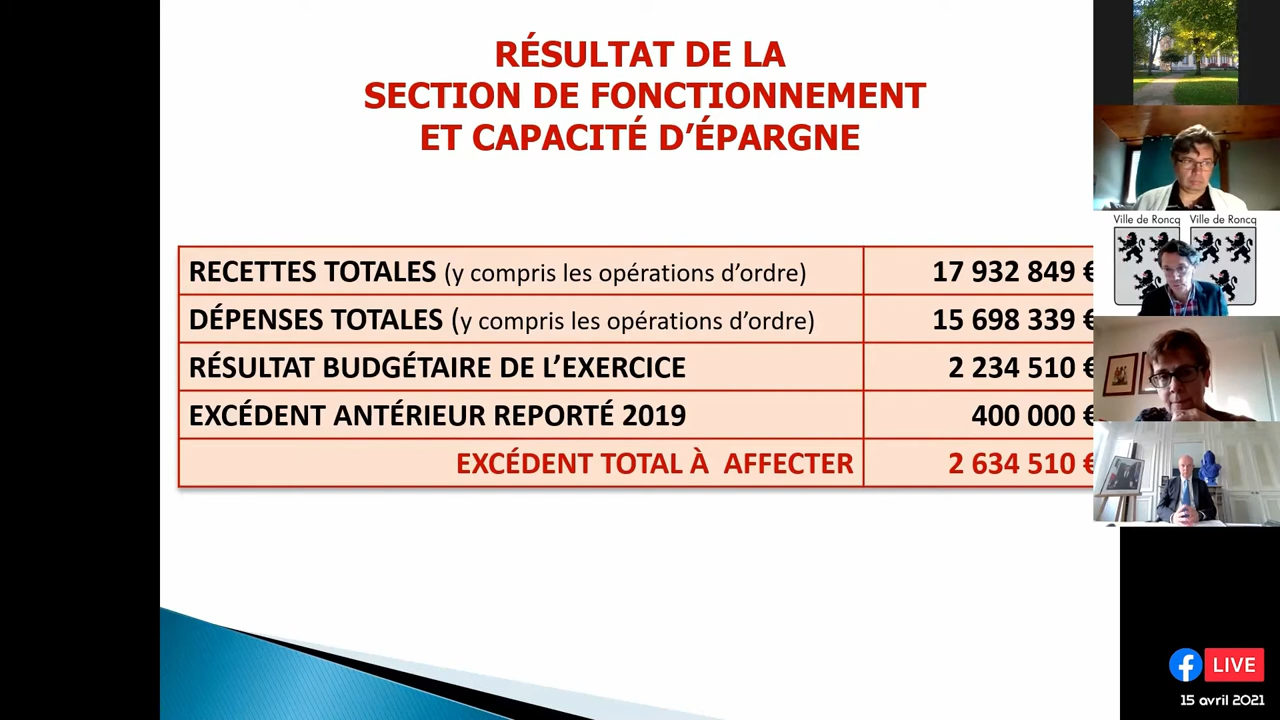 RÉSULTAT DE LA
SECTION DE FONCTIONNEMENT
ET CAPACITÉ D’ÉPARGNE
RECETTES TOTALES (y compris les opérations d’ordre) 17 932 849 €
DÉPENSES TOTALES (y compris les opérations d’ordre) 15 698 339 €
RÉSULTAT BUDGÉTAIRE DE L’EXERCICE 2 234 510 €
EXCÉDENT ANTÉRIEUR REPORTÉ 2019 400 000 €
EXCÉDENT TOTAL À AFFECTER 2 634 510 €
Ville de Roncq Ville de Roncq
LIVE
15 avril 2021